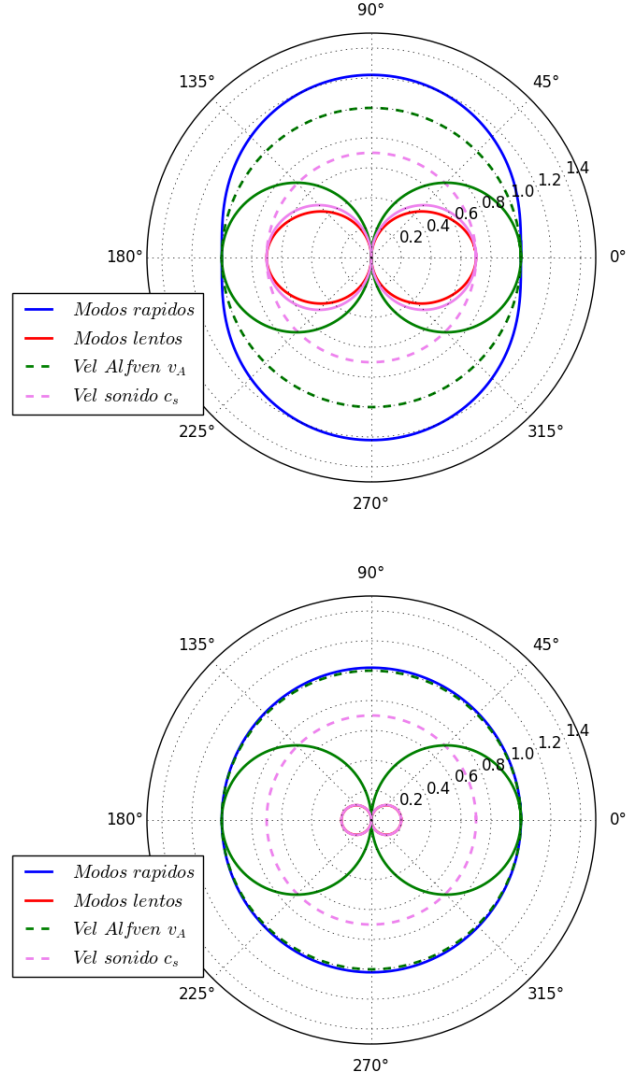 90°
135° 45°
0.2 0.4 0.6 0.8 1.0 1.2 1.4
180° 0°
Modos rapidos
Modos lentos
Vel Alfven v_A
Vel sonido c_s
225° 315°
270°
90°
135° 45°
0.2 0.4 0.6 0.8 1.0 1.2 1.4
180° 0°
Modos rapidos
Modos lentos
Vel Alfven v_A
Vel sonido c_s
225° 315°
270°